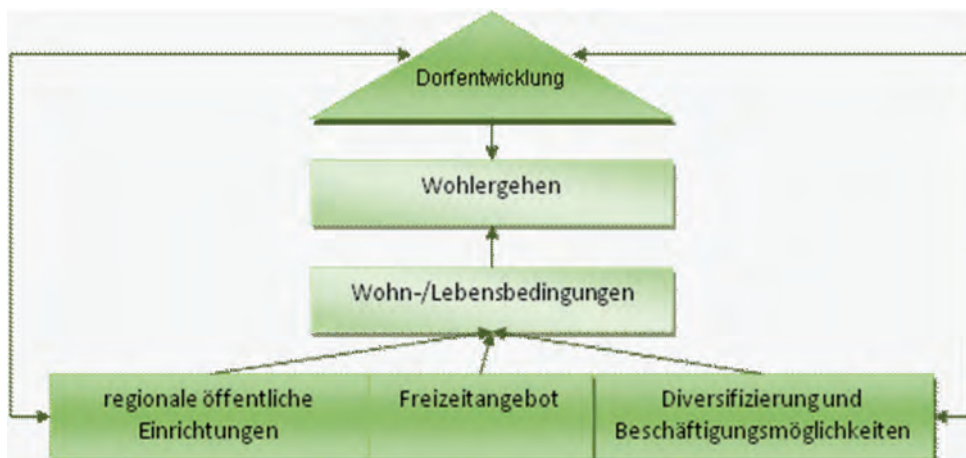 Dorfentwicklung
Wohlergehen
Wohn-/Lebensbedingungen
regionale öffentliche
Einrichtungen
Freizeitangebot
Diversifizierung und
Beschäftigungsmöglichkeiten